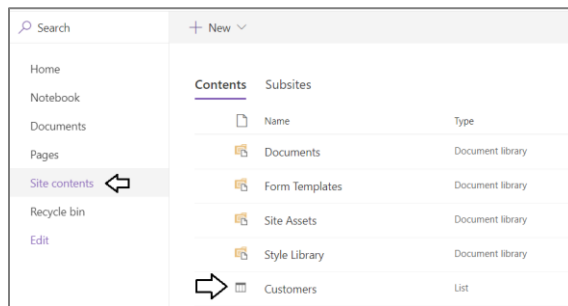 Search
New
Home
Notebook
Documents
Pages
Site contents
Recycle bin
Edit
Contents Subsites
Name Type
Documents Document library
Form Templates Document library
Site Assets Document library
Style Library Document library
Customers List